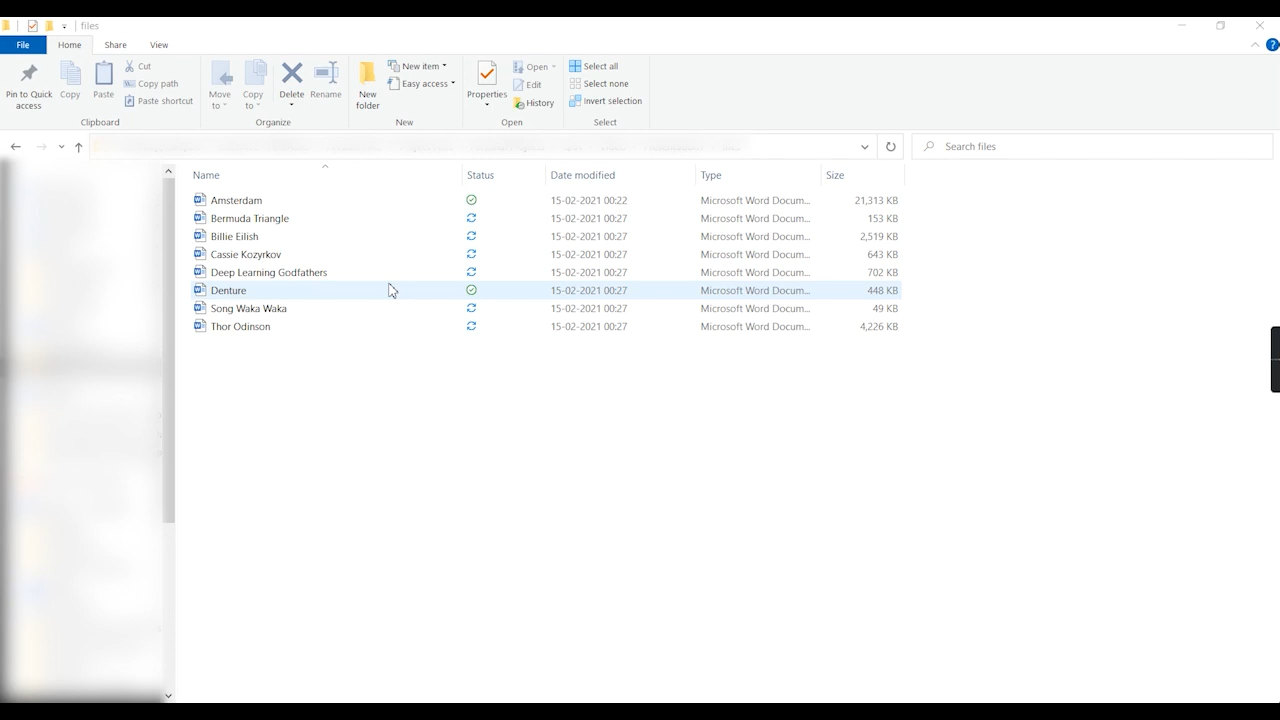 files
File Home Share View
Pin to Quick access
Copy
Paste
Cut
Copy path
Paste shortcut
Clipboard
Move to
Copy to
Delete
Rename
Organize
New folder
New item
Easy access
New
Properties
Open
Edit
History
Open
Select all
Select none
Invert selection
Select
Search files
Name Status Date modified Type Size
Amsterdam 15-02-2021 00:22 Microsoft Word Docum... 21,313 KB
Bermuda Triangle 15-02-2021 00:27 Microsoft Word Docum... 153 KB
Billie Eilish 15-02-2021 00:27 Microsoft Word Docum... 2,519 KB
Cassie Kozyrkov 15-02-2021 00:27 Microsoft Word Docum... 643 KB
Deep Learning Godfathers 15-02-2021 00:27 Microsoft Word Docum... 702 KB
Denture 15-02-2021 00:27 Microsoft Word Docum... 448 KB
Song Waka Waka 15-02-2021 00:27 Microsoft Word Docum... 49 KB
Thor Odinson 15-02-2021 00:27 Microsoft Word Docum... 4,226 KB